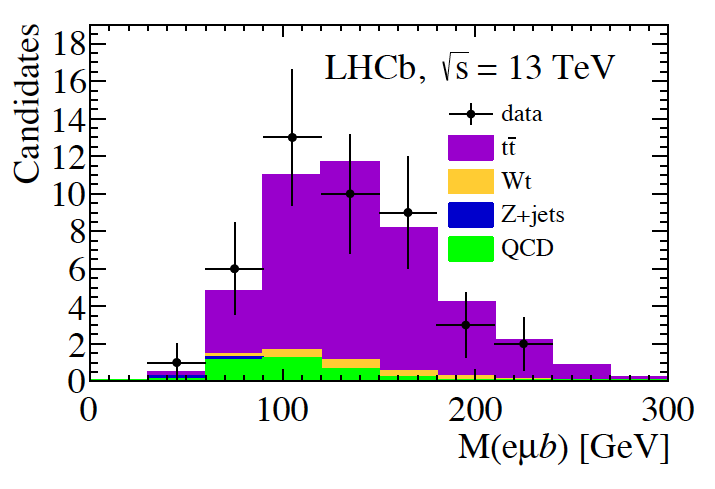 Candidates
18
16
14
12
10
8
6
4
2
0
LHCb, √s = 13 TeV
data
tt̄
Wt
Z+jets
QCD
0 100 200 300
M(eμb) [GeV]